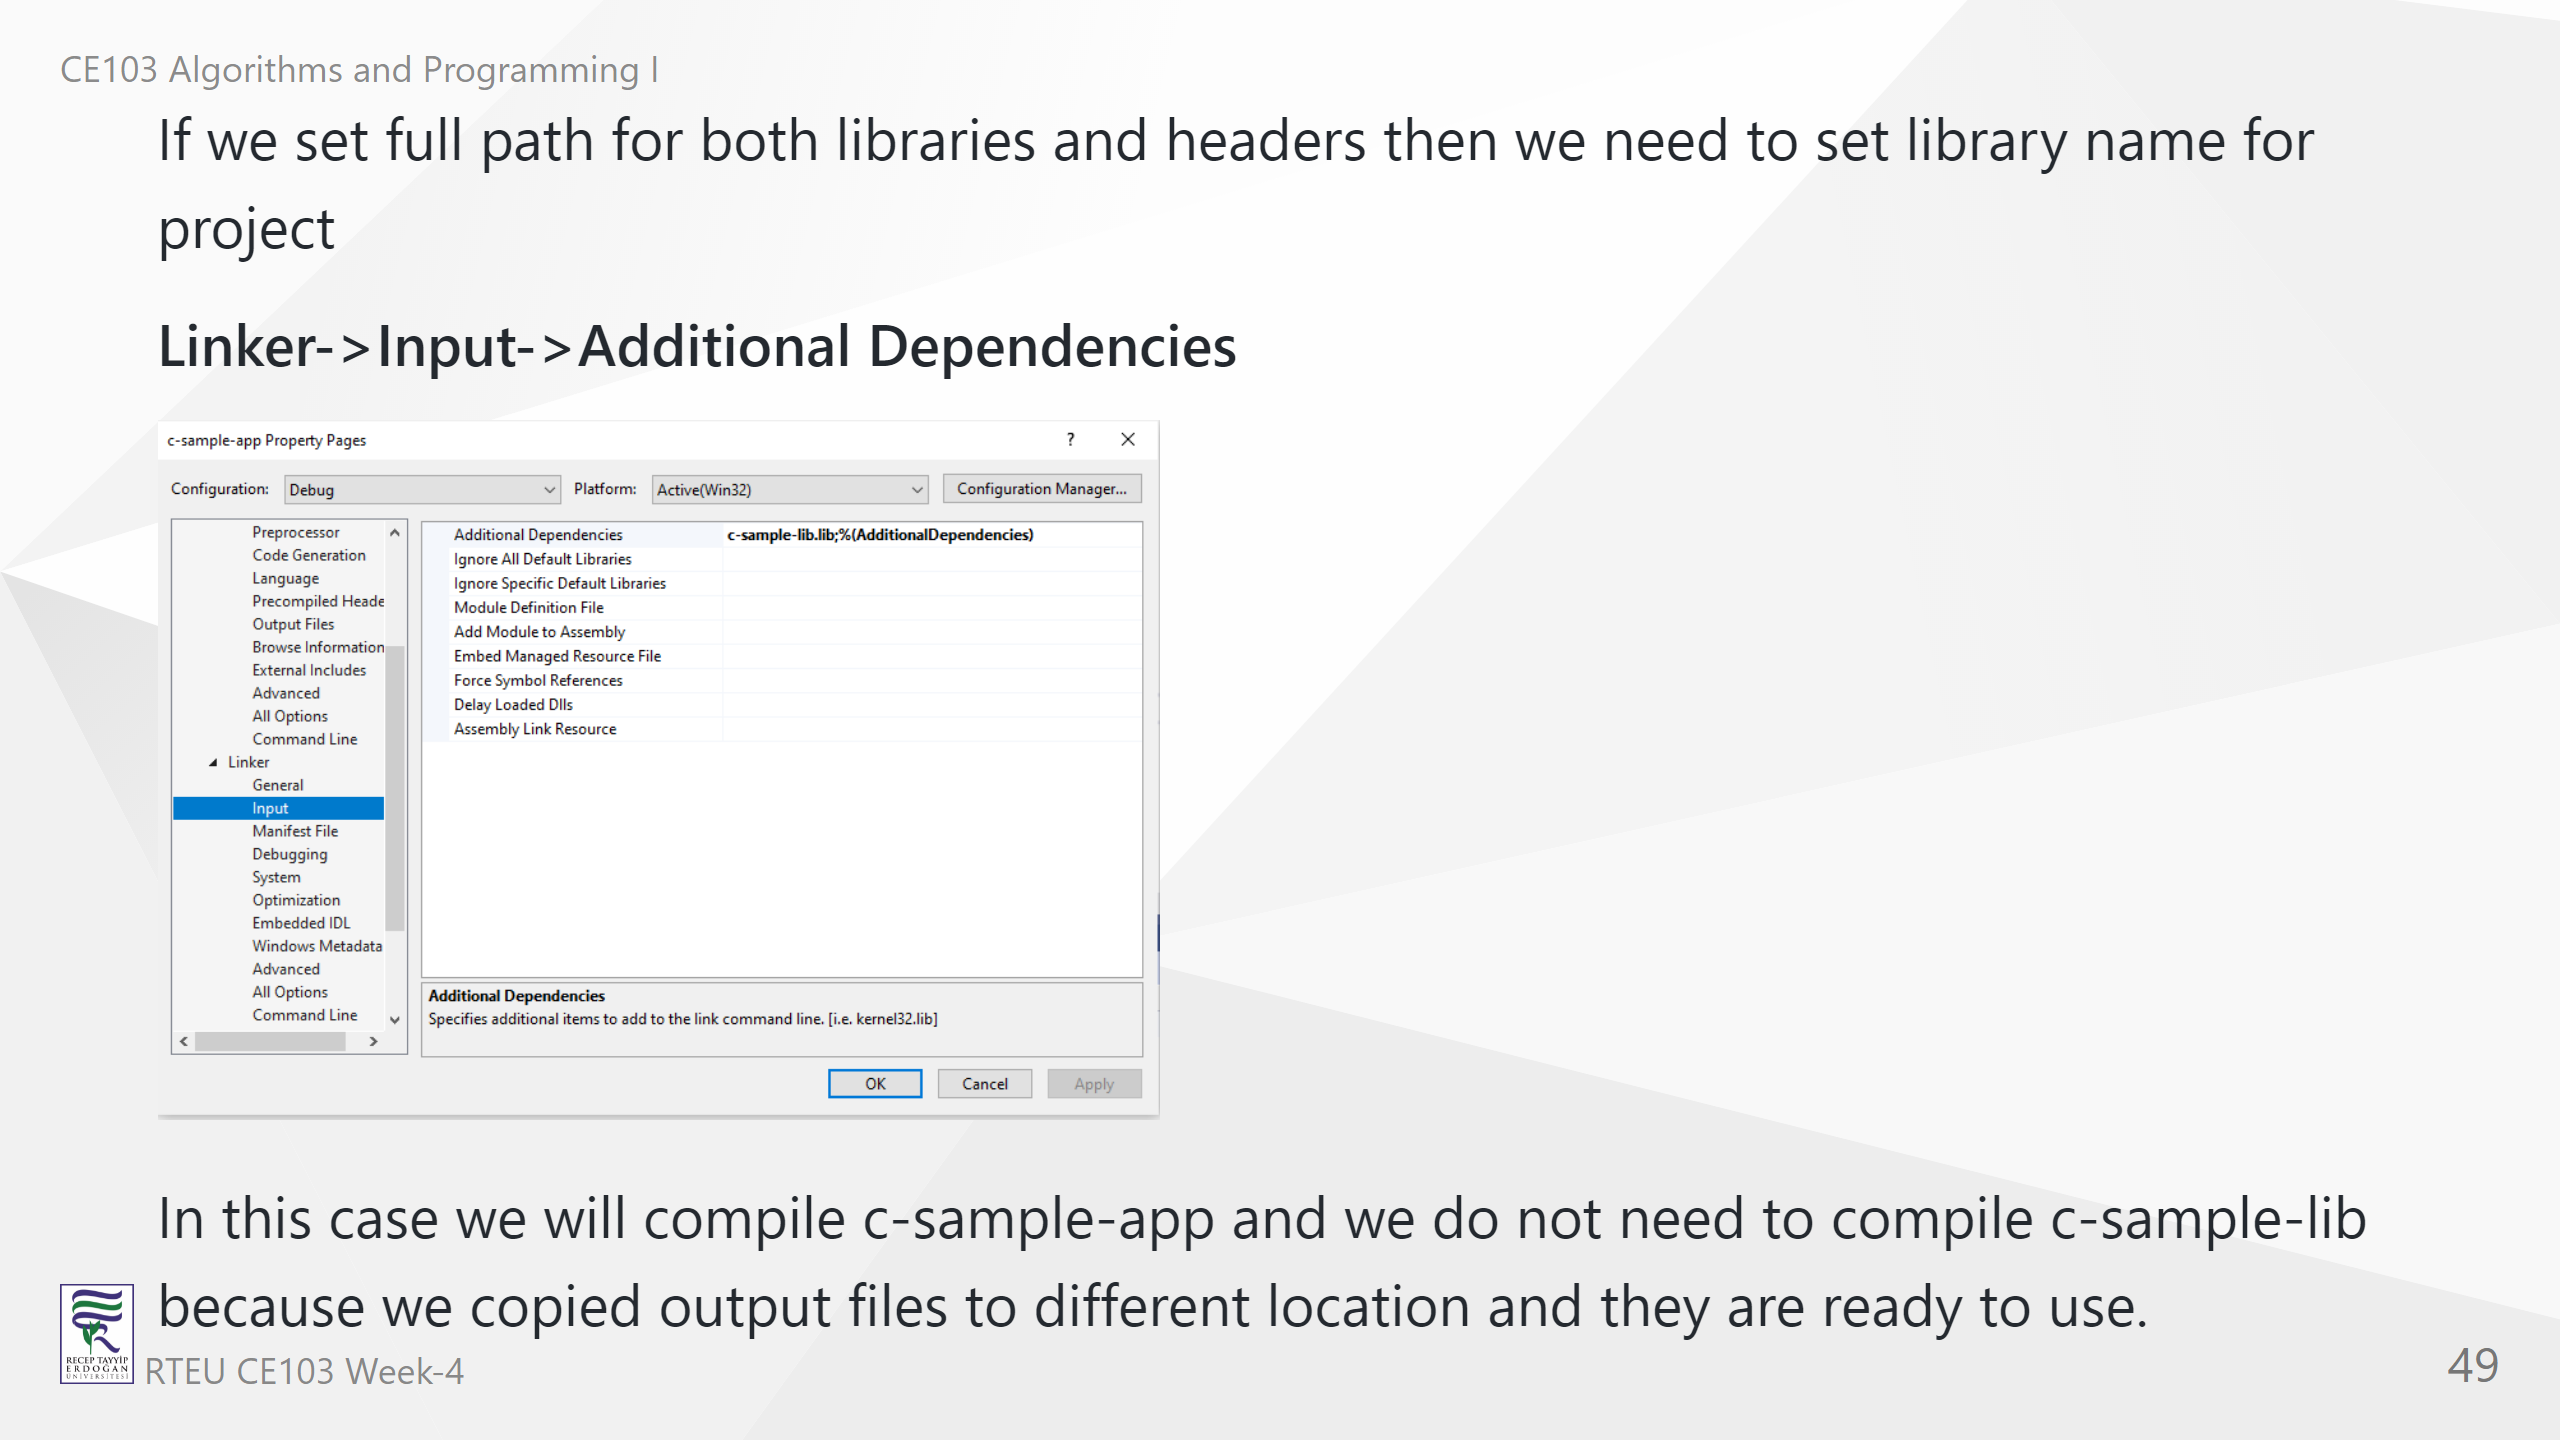 CE103 Algorithms and Programming I
If we set full path for both libraries and headers then we need to set library name for
project
Linker->Input->Additional Dependencies
c-sample-app Property Pages
?
Configuration: Debug Platform: Active(Win32) Configuration Manager...
Preprocessor
Code Generation
Language
Precompiled Heade
Output Files
Browse Information
External Includes
Advanced
All Options
Command Line
Linker
General
Input
Manifest File
Debugging
System
Optimization
Embedded IDL
Windows Metadata
Advanced
All Options
Command Line
Additional Dependencies c-sample-lib.lib;%(AdditionalDependencies)
Ignore All Default Libraries
Ignore Specific Default Libraries
Module Definition File
Add Module to Assembly
Embed Managed Resource File
Force Symbol References
Delay Loaded Dlls
Assembly Link Resource
Additional Dependencies
Specifies additional items to add to the link command line. [i.e. kernel32.lib]
OK Cancel Apply
In this case we will compile c-sample-app and we do not need to compile c-sample-lib
because we copied output files to different location and they are ready to use.
RECEP TAYYİP
ERDOĞAN
ÜNİVERSİTESİ
RTEU CE103 Week-4
49